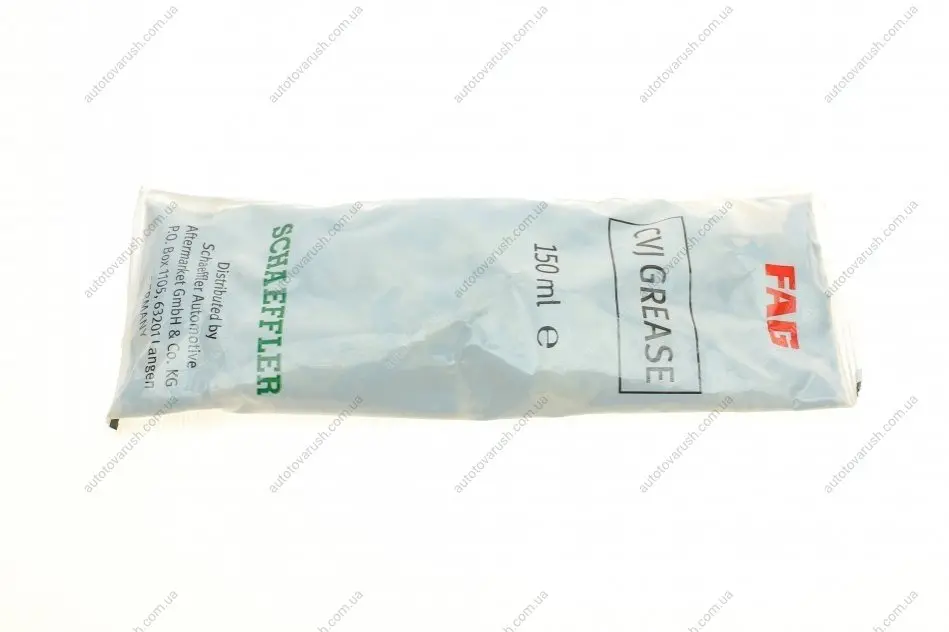 FAG
CVJ GREASE
150 ml e
SCHAEFFLER
Distributed by
Schaeffler Automotive
Aftermarket GmbH & Co. KG
P.O. Box 1105, 63201 Langen
GERMANY
autotovarush.com.ua